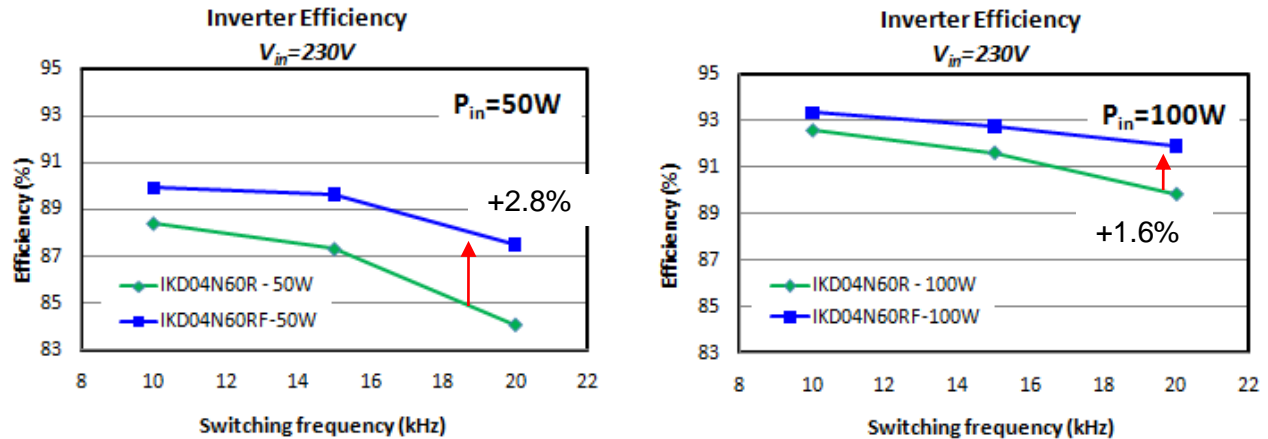 Inverter Efficiency
Vin=230V
95
93
91
89
87
85
83
Efficiency (%)
Pin=50W
+2.8%
IKD04N60R - 50W
IKD04N60RF-50W
8 10 12 14 16 18 20 22
Switching frequency (kHz)
Inverter Efficiency
Vin=230V
95
93
91
89
87
85
83
Efficiency (%)
Pin=100W
+1.6%
IKD04N60R - 100W
IKD04N60RF-100W
8 10 12 14 16 18 20 22
Switching frequency (kHz)